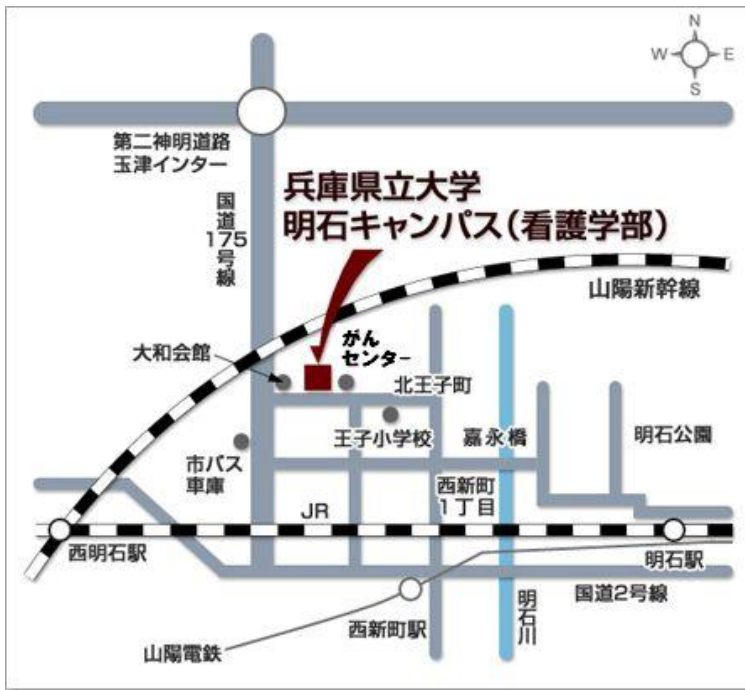 N
W E
S
第二神明道路
玉津インター
兵庫県立大学
明石キャンパス(看護学部)
国道175号線
山陽新幹線
がん
センター
大和会館
北王子町
王子小学校
嘉永橋
明石公園
市バス
車庫
西新町
1丁目
JR
西明石駅
明石駅
国道2号線
明石川
西新町駅
山陽電鉄